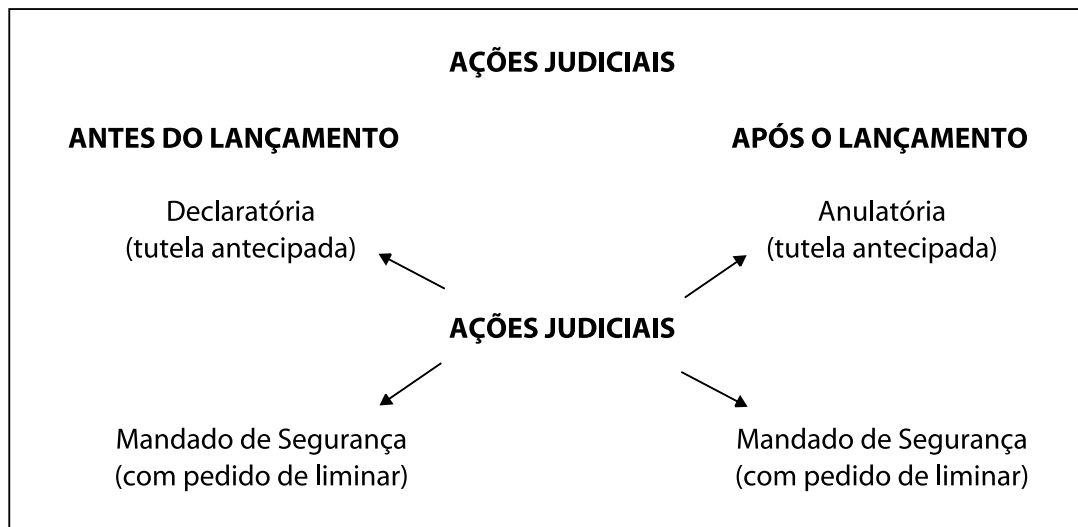 AÇÕES JUDICIAIS
ANTES DO LANÇAMENTO
Declaratória
(tutela antecipada)
APÓS O LANÇAMENTO
Anulatória
(tutela antecipada)
AÇÕES JUDICIAIS
Mandado de Segurança
(com pedido de liminar)
Mandado de Segurança
(com pedido de liminar)